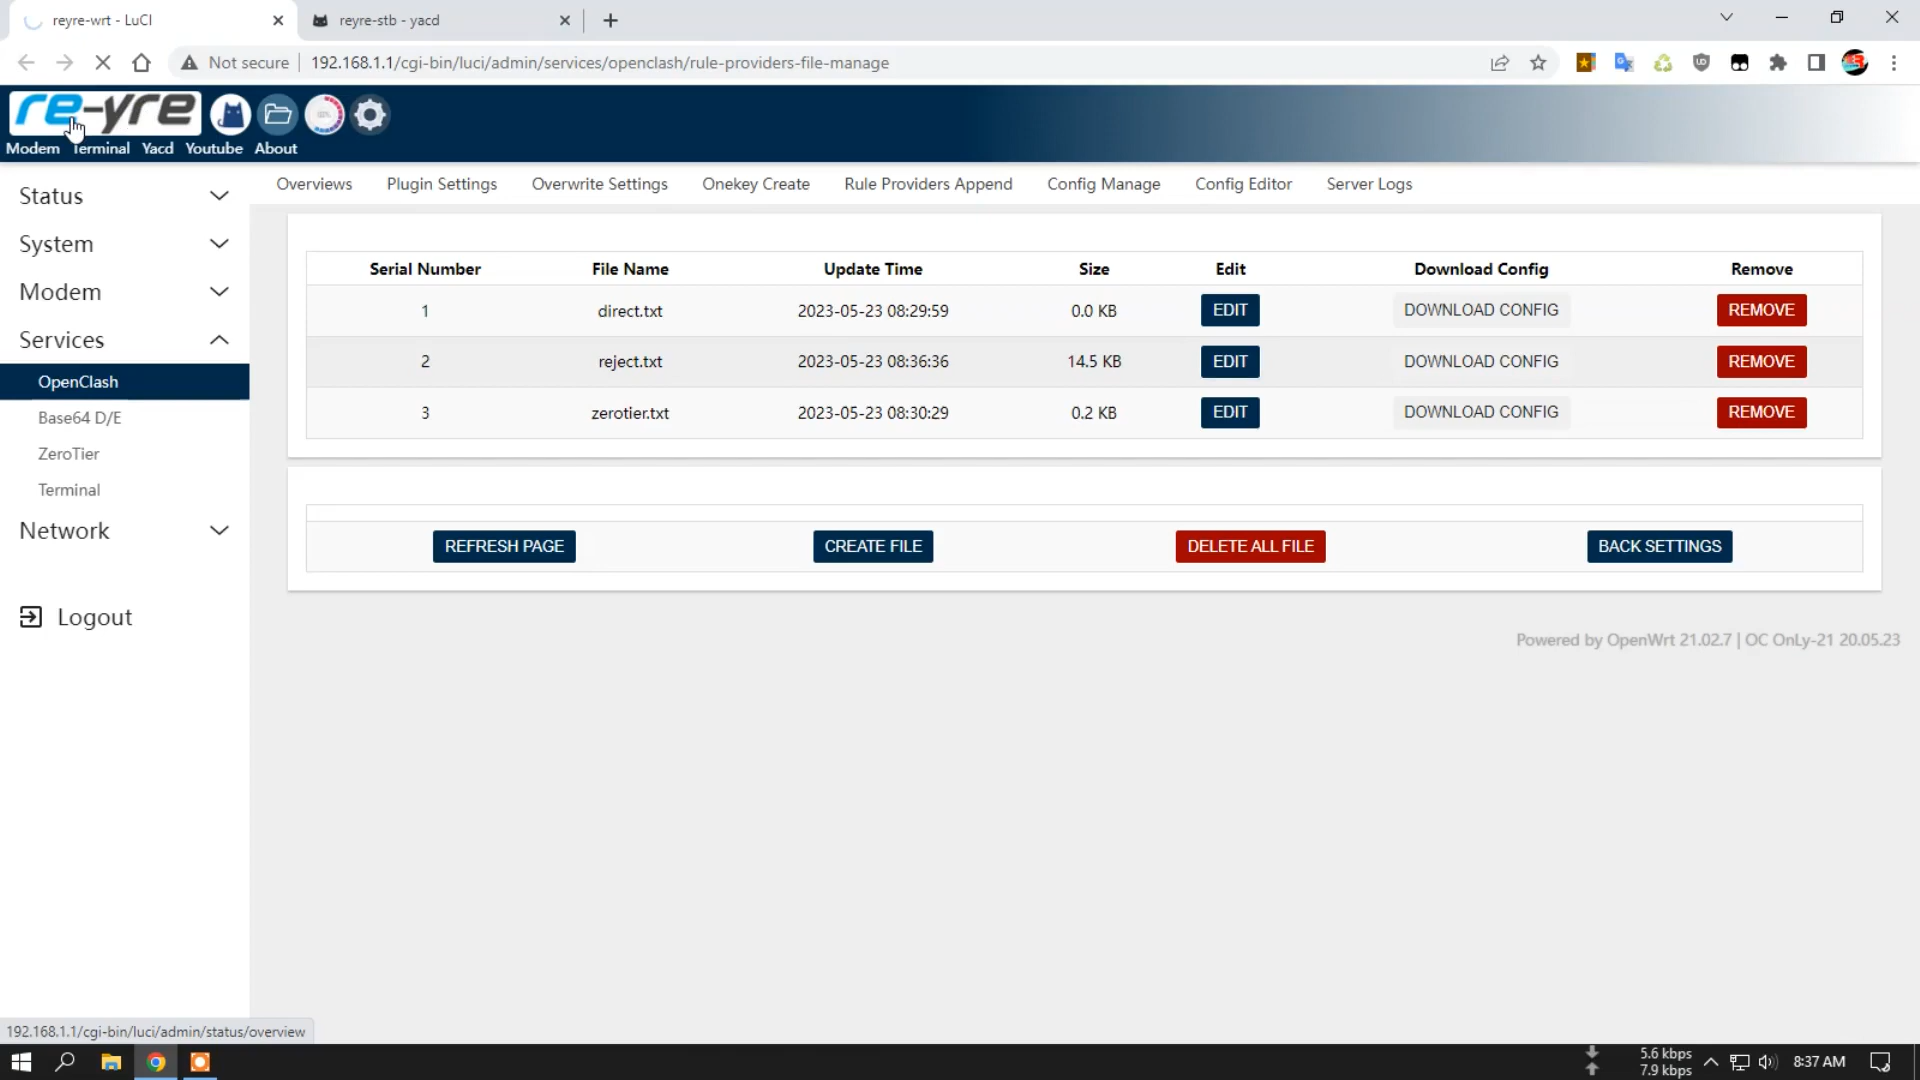 reyre-wrt - LuCI
reyre-stb - yacd
Not secure
192.168.1.1/cgi-bin/luci/admin/services/openclash/rule-providers-file-manage
re-yre
Modem Terminal Yacd Youtube About
Status
System
Modem
Services
OpenClash
Base64 D/E
ZeroTier
Terminal
Network
Logout
Overviews Plugin Settings Overwrite Settings Onekey Create Rule Providers Append Config Manage Config Editor Server Logs
Serial Number File Name Update Time Size Edit Download Config Remove
1 direct.txt 2023-05-23 08:29:59 0.0 KB EDIT DOWNLOAD CONFIG REMOVE
2 reject.txt 2023-05-23 08:36:36 14.5 KB EDIT DOWNLOAD CONFIG REMOVE
3 zerotier.txt 2023-05-23 08:30:29 0.2 KB EDIT DOWNLOAD CONFIG REMOVE
REFRESH PAGE CREATE FILE DELETE ALL FILE BACK SETTINGS
Powered by OpenWrt 21.02.7 | OC OnLy-21 20.05.23
192.168.1.1/cgi-bin/luci/admin/status/overview
5.6 kbps
7.9 kbps
8:37 AM